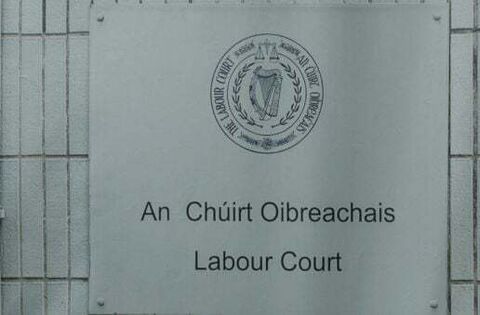 THE LABOUR COURT
AN CHÚIRT OIBREACHAIS
An Chúirt Oibreachais
Labour Court